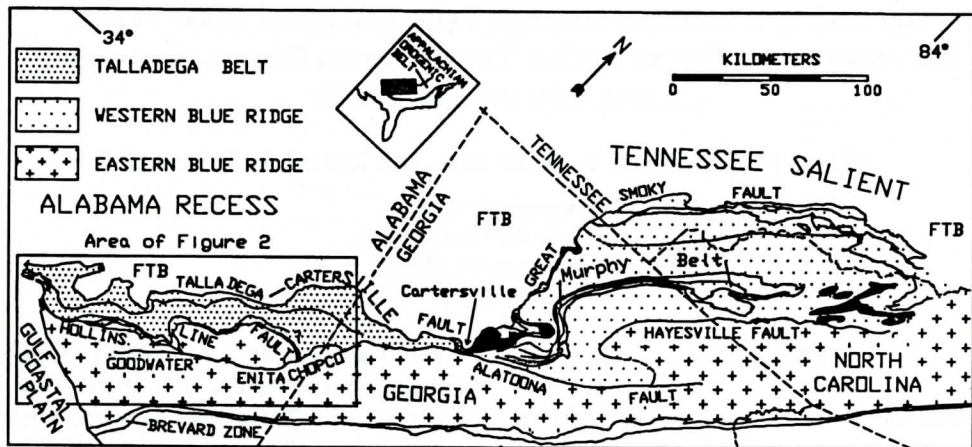 34°
84°
TALLADEGA BELT
WESTERN BLUE RIDGE
EASTERN BLUE RIDGE
APPALACHIAN
OROGENIC
BELT
N
KILOMETERS
0 50 100
ALABAMA RECESS
TENNESSEE SALIENT
Area of Figure 2
ALABAMA
GEORGIA
TENNESSEE
SMOKY
FAULT
FTB
FTB
FTB
TALLADEGA
CARTERS
VILLE
FAULT
Cartersville
GREAT
Murphy
Belt
HOLLINS
LINE
FAULT
GOODWATER
ENITACHOPCO
ALATOONA
FAULT
HAYESVILLE FAULT
GULF
COASTAL
PLAIN
GEORGIA
NORTH
CAROLINA
BREVARD ZONE